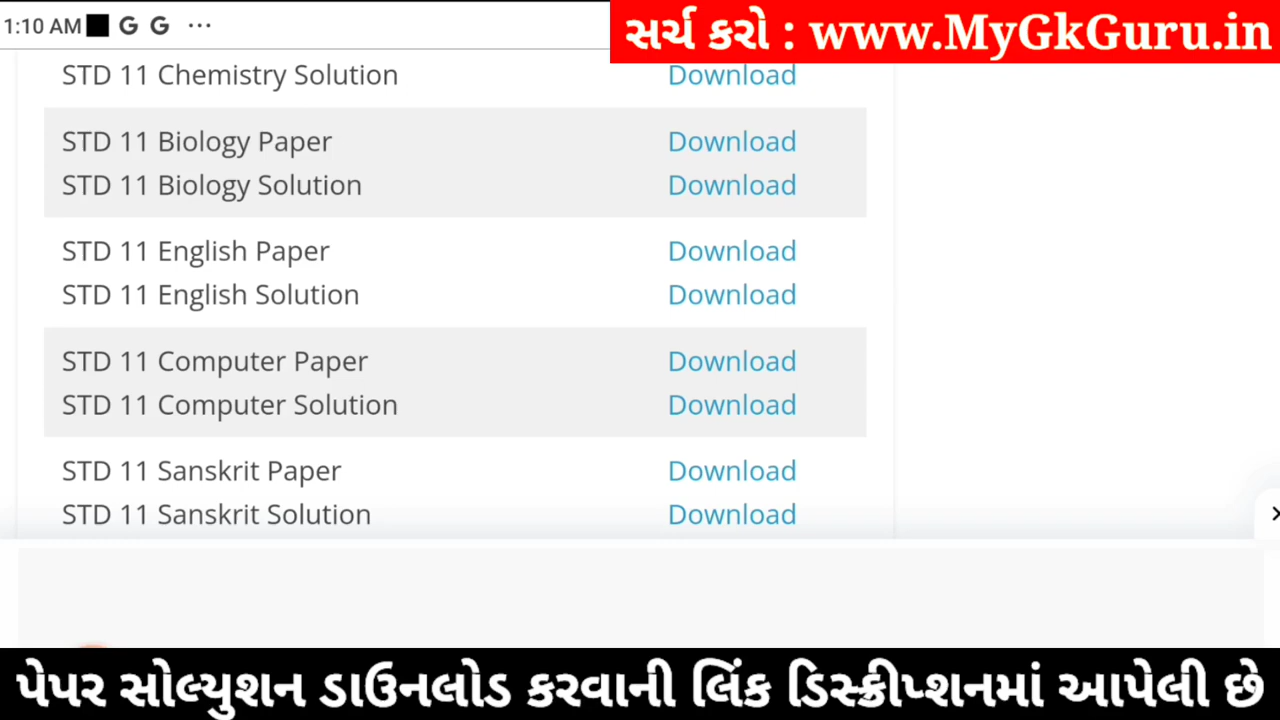 1:10 AM G G ...
સર્ચ કરો : www.MyGkGuru.in
STD 11 Chemistry Solution Download
STD 11 Biology Paper Download
STD 11 Biology Solution Download
STD 11 English Paper Download
STD 11 English Solution Download
STD 11 Computer Paper Download
STD 11 Computer Solution Download
STD 11 Sanskrit Paper Download
STD 11 Sanskrit Solution Download
પેપર સોલ્યુશન ડાઉનલોડ કરવાની લિંક ડિસ્ક્રીપ્શનમાં આપેલી છે